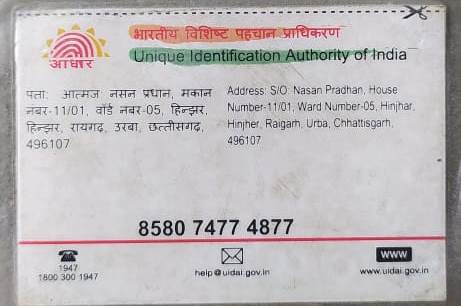 भारतीय विशिष्ट पहचान प्राधिकरण
Unique Identification Authority of India
आधार
पता: आत्मज नसन प्रधान, मकान
नंबर-11/01, वॉर्ड नंबर-05, हिन्झर,
हिन्झर, रायगढ़, उरबा, छत्तीसगढ़,
496107
Address: S/O: Nasan Pradhan, House
Number-11/01, Ward Number-05, Hinjhar,
Hinjher, Raigarh, Urba, Chhattisgarh,
496107
8580 7477 4877
1947
1800 300 1947
help@uidai.gov.in
www
www.uidai.gov.in